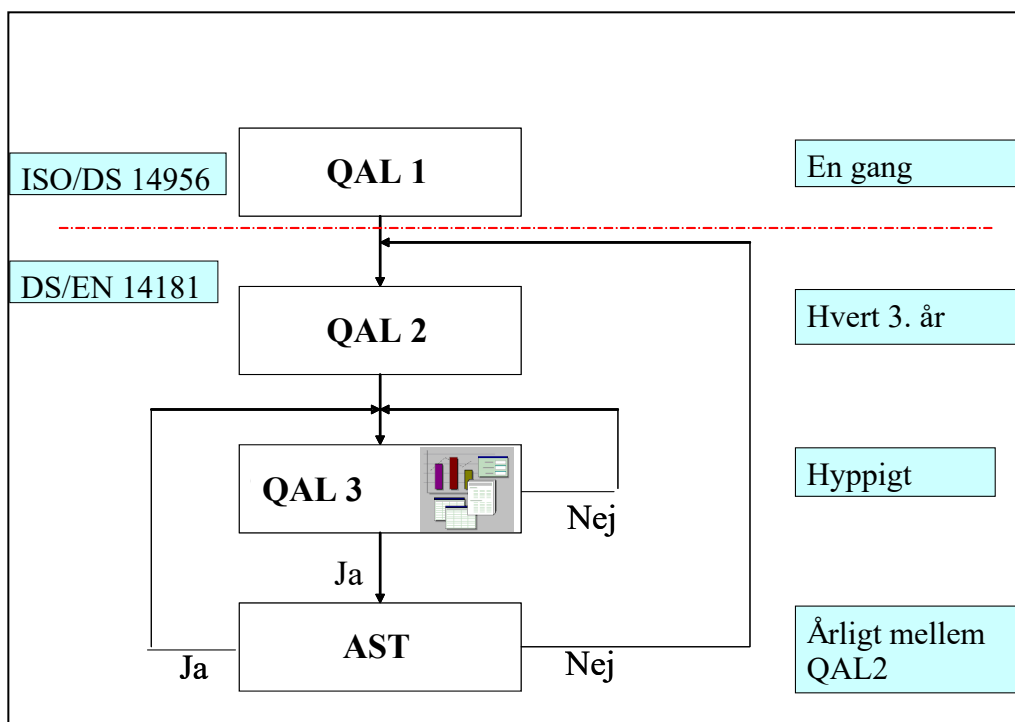 QAL 1
ISO/DS 14956
En gang
DS/EN 14181
QAL 2
Hvert 3. år
QAL 3
Hyppigt
Nej
Ja
AST
Årligt mellem
QAL2
Ja
Nej